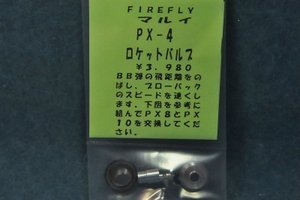 FIREFLY
マルイ
PX-4
ロケットバルブ
￥3,980
BB弾の飛距離をの
ばし、ブローバック
のスピードを速くし
ます。下図を参考に
組んでPX8とPX
10を交換してくだ
さい。